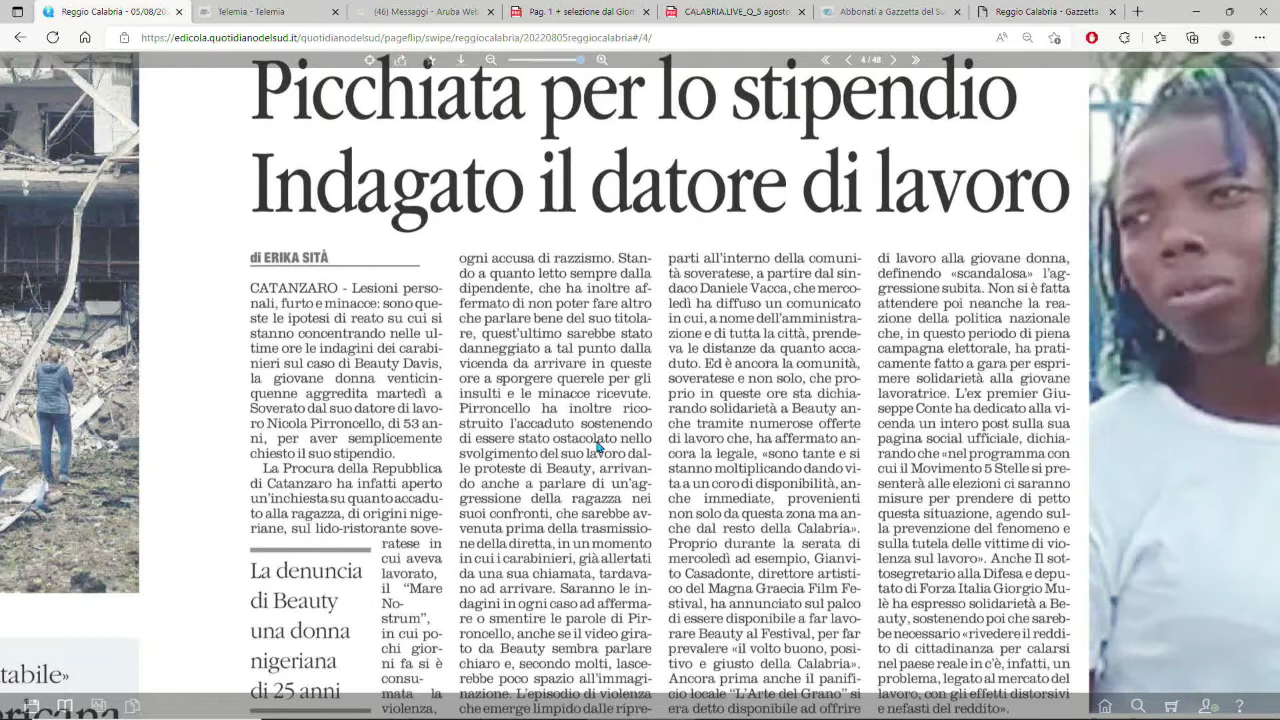 Reggio Calabria - 05/08/20
Telemia - Telemia
(46) Messaggi - Aruba Web
Pag. 1 + selezione dal Gion
CALABRIA.LIVE_0_5 agosto
Abbonati a Gazzetta del Su
Reggio Calabria - Gazzetta
https://edicola.quotidianodelsud.it/quotidianodelsud/pageflip/swipe/reggiocalabria/20220805reggiocalabria#/4/
4 / 48
Picchiata per lo stipendio
Indagato il datore di lavoro
di ERIKA SITÀ
CATANZARO - Lesioni perso-
nali, furto e minacce: sono que-
ste le ipotesi di reato su cui si
stanno concentrando nelle ul-
time ore le indagini dei carabi-
nieri sul caso di Beauty Davis,
la giovane donna venticin-
quenne aggredita martedì a
Soverato dal suo datore di lavo-
ro Nicola Pirroncello, di 53 an-
ni, per aver semplicemente
chiesto il suo stipendio.
La Procura della Repubblica
di Catanzaro ha infatti aperto
un'inchiesta su quanto accadu-
to alla ragazza, di origini nige-
riane, sul lido-ristorante sove-
ratese in
cui aveva
lavorato,
il “Mare
No-
strum”,
in cui po-
chi gior-
ni fa si è
consu-
mata la
violenza,
La denuncia
di Beauty
una donna
nigeriana
di 25 anni
ogni accusa di razzismo. Stan-
do a quanto letto sempre dalla
dipendente, che ha inoltre af-
fermato di non poter fare altro
che parlare bene del suo titola-
re, quest'ultimo sarebbe stato
danneggiato a tal punto dalla
vicenda da arrivare in queste
ore a sporgere querele per gli
insulti e le minacce ricevute.
Pirroncello ha inoltre rico-
struito l'accaduto sostenendo
di essere stato ostacolato nello
svolgimento del suo lavoro dal-
le proteste di Beauty, arrivan-
do anche a parlare di un'ag-
gressione della ragazza nei
suoi confronti, che sarebbe av-
venuta prima della trasmissio-
ne della diretta, in un momento
in cui i carabinieri, già allertati
da una sua chiamata, tardava-
no ad arrivare. Saranno le in-
dagini in ogni caso ad afferma-
re o smentire le parole di Pir-
roncello, anche se il video gira-
to da Beauty sembra parlare
chiaro e, secondo molti, lasce-
rebbe poco spazio all'immagi-
nazione. L'episodio di violenza
che emerge limpido dalle ripre-
parti all'interno della comuni-
tà soveratese, a partire dal sin-
daco Daniele Vacca, che merco-
ledì ha diffuso un comunicato
in cui, a nome dell'amministra-
zione e di tutta la città, prende-
va le distanze da quanto acca-
duto. Ed è ancora la comunità,
soveratese e non solo, che pro-
prio in queste ore sta dichia-
rando solidarietà a Beauty an-
che tramite numerose offerte
di lavoro che, ha affermato an-
cora la legale, «sono tante e si
stanno moltiplicando dando vi-
ta a un coro di disponibilità, an-
che immediate, provenienti
non solo da questa zona ma an-
che dal resto della Calabria».
Proprio durante la serata di
mercoledì ad esempio, Gianvi-
to Casadonte, direttore artisti-
co del Magna Graecia Film Fe-
stival, ha annunciato sul palco
di essere disponibile a far lavo-
rare Beauty al Festival, per far
prevalere «il volto buono, posi-
tivo e giusto della Calabria».
Ancora prima anche il panifi-
cio locale “L'Arte del Grano” si
era detto disponibile ad offrire
di lavoro alla giovane donna,
definendo «scandalosa» l'ag-
gressione subita. Non si è fatta
attendere poi neanche la rea-
zione della politica nazionale
che, in questo periodo di piena
campagna elettorale, ha prati-
camente fatto a gara per espri-
mere solidarietà alla giovane
lavoratrice. L'ex premier Giu-
seppe Conte ha dedicato alla vi-
cenda un intero post sulla sua
pagina social ufficiale, dichia-
rando che «nel programma con
cui il Movimento 5 Stelle si pre-
senterà alle elezioni ci saranno
misure per prendere di petto
questa situazione, agendo sul-
la prevenzione del fenomeno e
sulla tutela delle vittime di vio-
lenza sul lavoro». Anche Il sot-
tosegretario alla Difesa e depu-
tato di Forza Italia Giorgio Mu-
lè ha espresso solidarietà a Be-
auty, sostenendo poi che sareb-
be necessario «rivedere il reddi-
to di cittadinanza per calarsi
nel paese reale in c'è, infatti, un
problema, legato al mercato del
lavoro, con gli effetti distorsivi
e nefasti del reddito».
tabile»
ricana